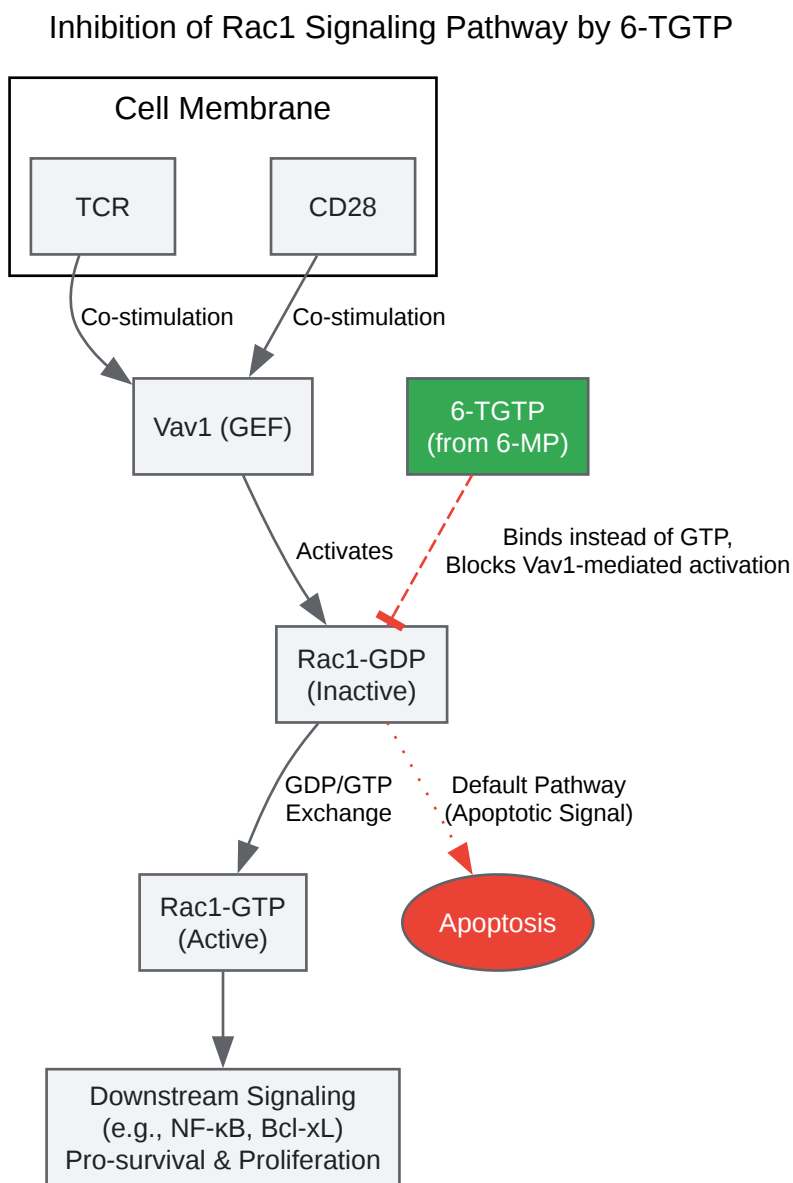 Inhibition of Rac1 Signaling Pathway by 6-TGTP
Cell Membrane
TCR
CD28
Co-stimulation
Co-stimulation
Vav1 (GEF)
6-TGTP
(from 6-MP)
Activates
Binds instead of GTP,
Blocks Vav1-mediated activation
Rac1-GDP
(Inactive)
GDP/GTP
Exchange
Default Pathway
(Apoptotic Signal)
Rac1-GTP
(Active)
Apoptosis
Downstream Signaling
(e.g., NF-κB, Bcl-xL)
Pro-survival & Proliferation